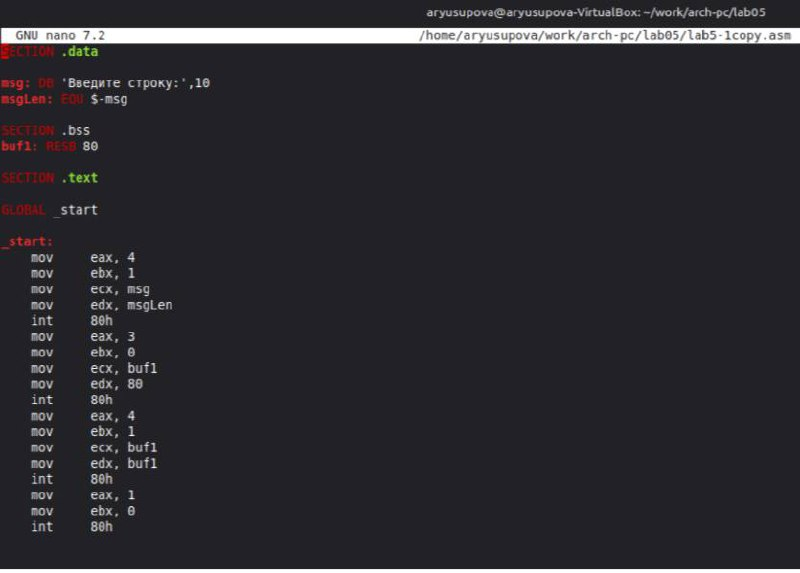 aryusupova@aryusupova-VirtualBox: ~/work/arch-pc/lab05
GNU nano 7.2 /home/aryusupova/work/arch-pc/lab05/lab5-1copy.asm
SECTION .data
msg: DB 'Введите строку:',10
msgLen: EQU $-msg
SECTION .bss
buf1: RESB 80
SECTION .text
GLOBAL _start
_start:
mov eax, 4
mov ebx, 1
mov ecx, msg
mov edx, msgLen
int 80h
mov eax, 3
mov ebx, 0
mov ecx, buf1
mov edx, 80
int 80h
mov eax, 4
mov ebx, 1
mov ecx, buf1
mov edx, buf1
int 80h
mov eax, 1
mov ebx, 0
int 80h